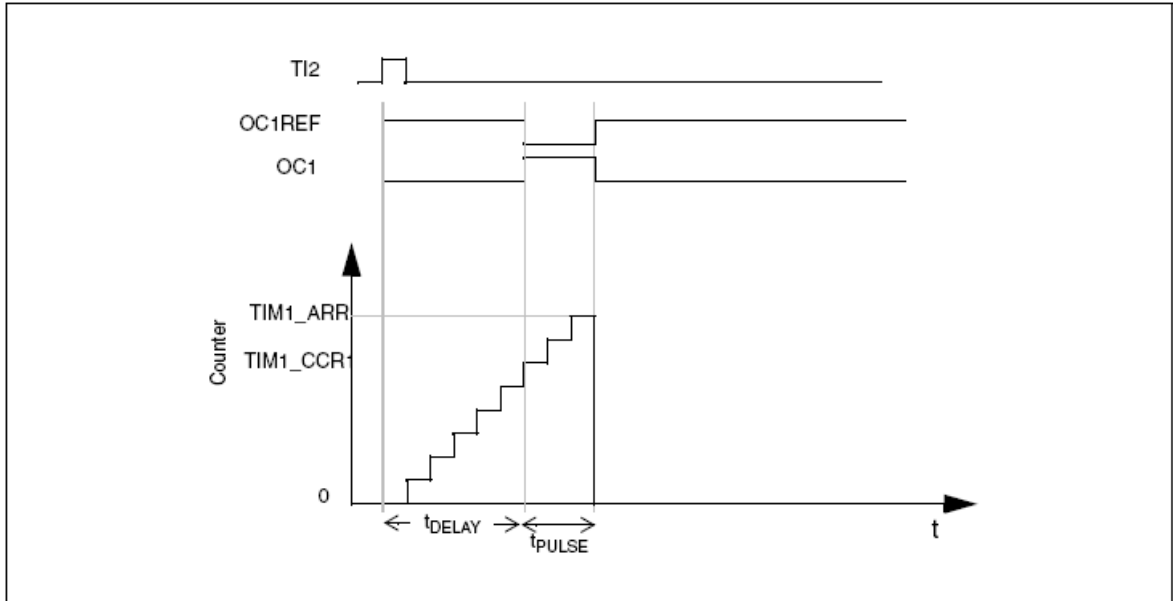 TI2
OC1REF
OC1
TIM1_ARR
TIM1_CCR1
Counter
0
tDELAY
tPULSE
t